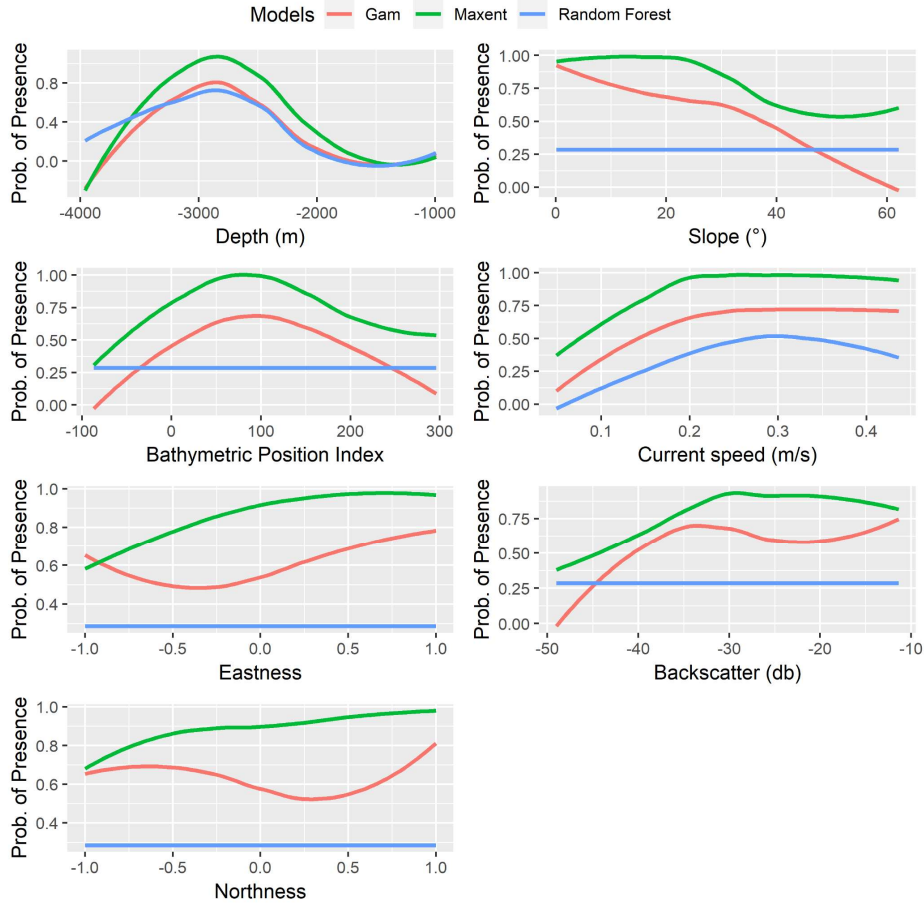 Models Gam Maxent Random Forest
Prob. of Presence
0.8
0.4
0.0
-4000 -3000 -2000 -1000
Depth (m)
Prob. of Presence
1.00
0.75
0.50
0.25
0.00
0 20 40 60
Slope (°)
Prob. of Presence
1.00
0.75
0.50
0.25
0.00
-100 0 100 200 300
Bathymetric Position Index
Prob. of Presence
1.00
0.75
0.50
0.25
0.00
0.1 0.2 0.3 0.4
Current speed (m/s)
Prob. of Presence
1.0
0.8
0.6
0.4
-1.0 -0.5 0.0 0.5 1.0
Eastness
Prob. of Presence
0.75
0.50
0.25
0.00
-50 -40 -30 -20 -10
Backscatter (db)
Prob. of Presence
1.0
0.8
0.6
0.4
-1.0 -0.5 0.0 0.5 1.0
Northness